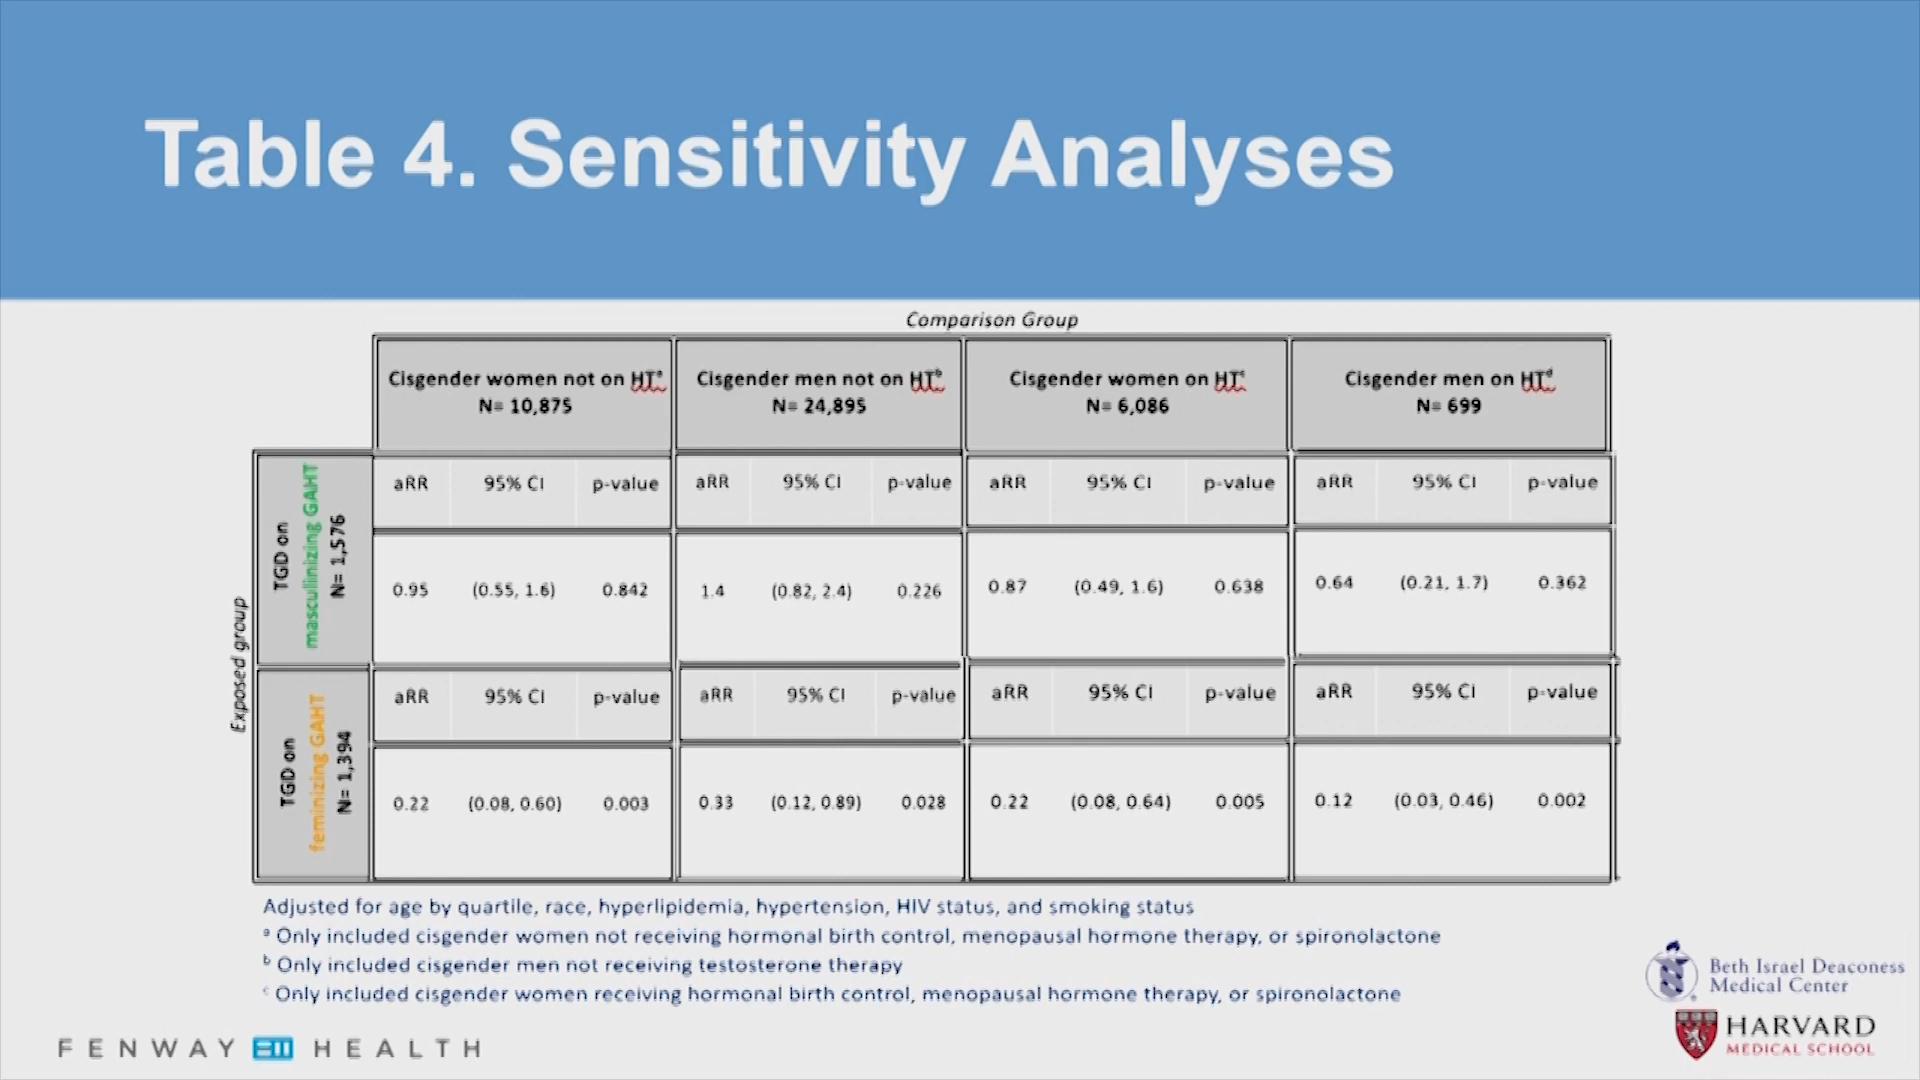 Table 4. Sensitivity Analyses
Comparison Group
Cisgender women not on HTᵃ
N= 10,875
Cisgender men not on HTᵇ
N= 24,895
Cisgender women on HTᶜ
N= 6,086
Cisgender men on HTᵈ
N= 699
Exposed group
TGD on
masculinizing GAHT
N= 1,576
aRR 95% CI p-value aRR 95% CI p-value aRR 95% CI p-value aRR 95% CI p-value
0.95 (0.55, 1.6) 0.842 1.4 (0.82, 2.4) 0.226 0.87 (0.49, 1.6) 0.638 0.64 (0.21, 1.7) 0.362
TGD on
feminizing GAHT
N= 1,394
aRR 95% CI p-value aRR 95% CI p-value aRR 95% CI p-value aRR 95% CI p-value
0.22 (0.08, 0.60) 0.003 0.33 (0.12, 0.89) 0.028 0.22 (0.08, 0.64) 0.005 0.12 (0.03, 0.46) 0.002
Adjusted for age by quartile, race, hyperlipidemia, hypertension, HIV status, and smoking status
ᵃ Only included cisgender women not receiving hormonal birth control, menopausal hormone therapy, or spironolactone
ᵇ Only included cisgender men not receiving testosterone therapy
ᶜ Only included cisgender women receiving hormonal birth control, menopausal hormone therapy, or spironolactone
FENWAY HEALTH
Beth Israel Deaconess
Medical Center
HARVARD
MEDICAL SCHOOL